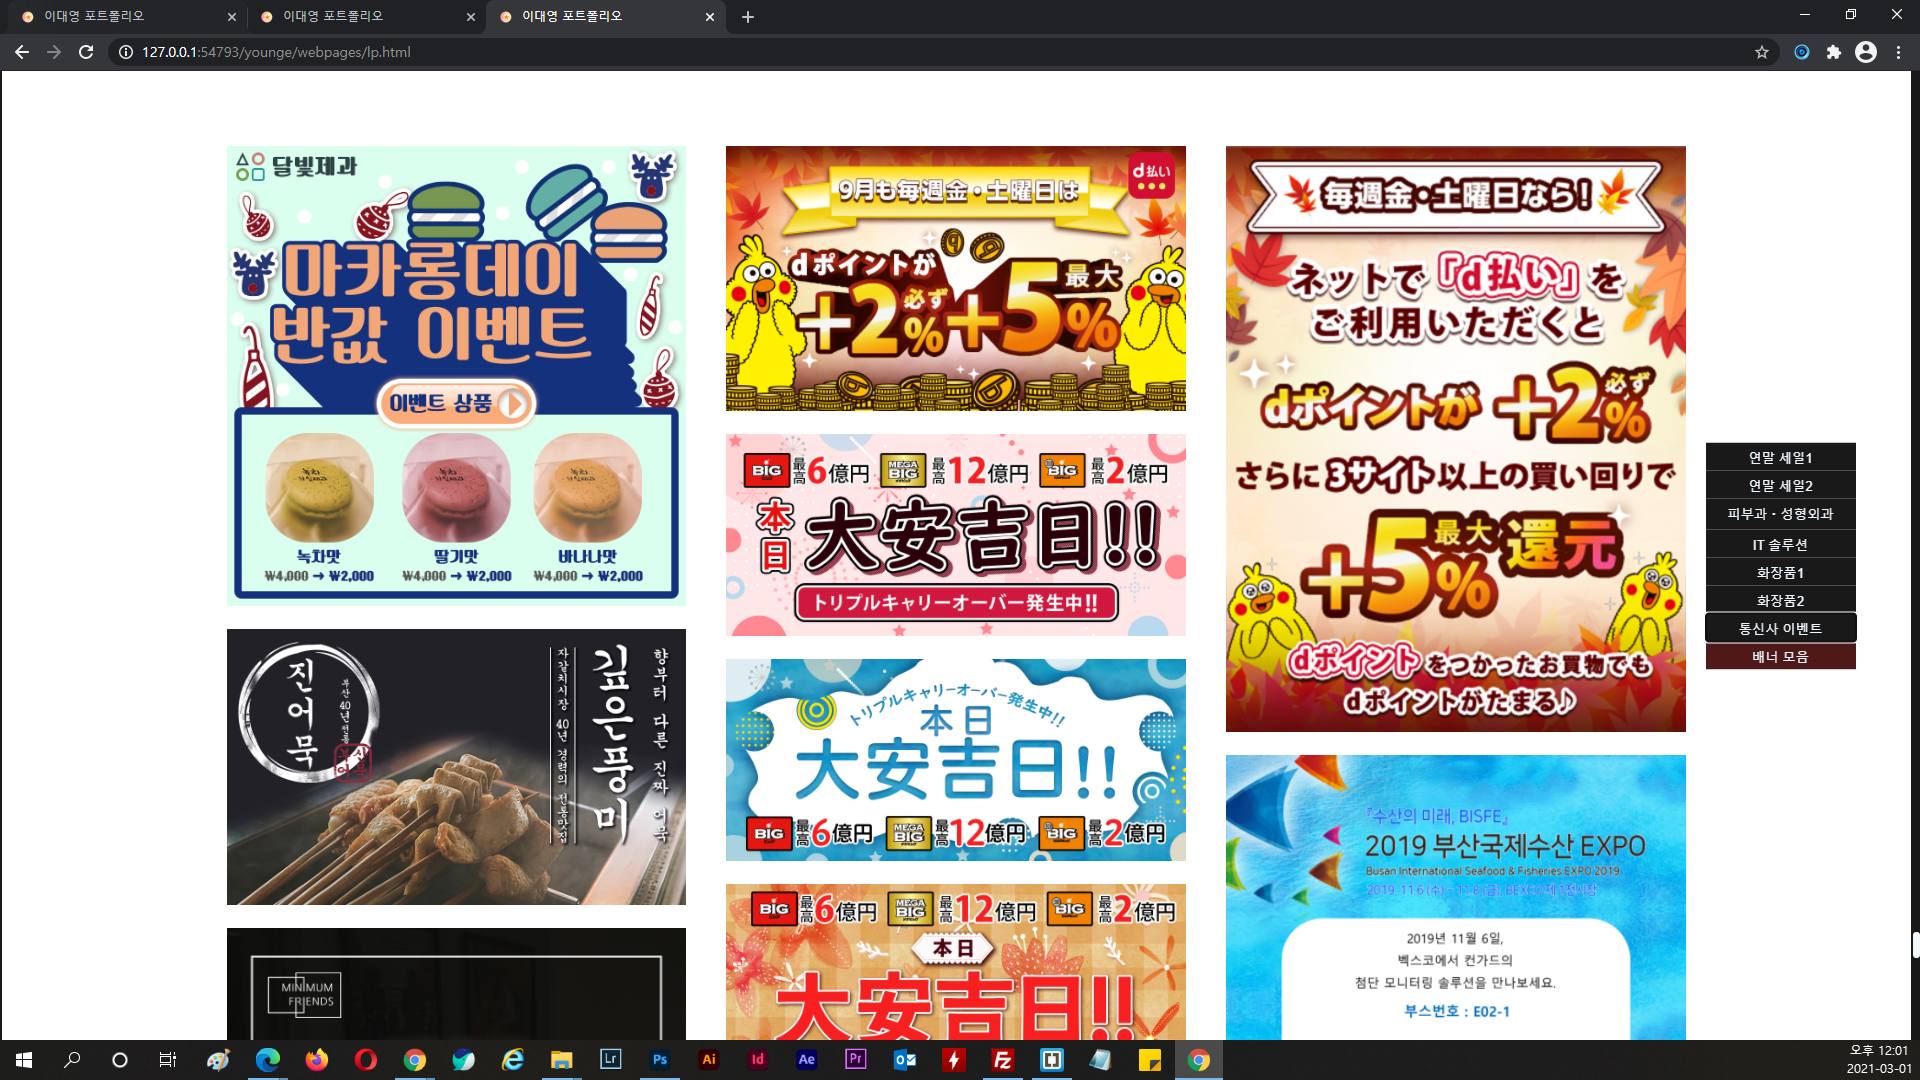 이대영 포트폴리오
이대영 포트폴리오
이대영 포트폴리오
127.0.0.1:54793/younge/webpages/lp.html
달빛제과
마카롱데이
반값 이벤트
이벤트 상품
녹차맛
딸기맛
바나나맛
₩4,000 → ₩2,000
₩4,000 → ₩2,000
₩4,000 → ₩2,000
진어묵
부산 40년전통
향부터 다른 진짜 어묵
깊은풍미
자갈치시장 40년 경력의 전통맛집
MINIMUM
FRIENDS
9月も毎週金・土曜日は
d払い
dポイントが
+2%必ず+5%最大
BIG 最高6億円 MEGA BIG 最高12億円 BIG 最高2億円
本日 大安吉日!!
トリプルキャリーオーバー発生中!!
トリプルキャリーオーバー発生中!!
本日
大安吉日!!
BIG 最高6億円 MEGA BIG 最高12億円 BIG 最高2億円
BIG 最高6億円 MEGA BIG 最高12億円 BIG 最高2億円
本日
大安吉日!!
毎週金・土曜日なら!
ネットで「d払い」を
ご利用いただくと
dポイントが +2%必ず
さらに3サイト以上の買い回りで
+5%最大還元
dポイントをつかったお買物でも
dポイントがたまる♪
『수산의 미래, BISFE』
2019 부산국제수산 EXPO
Busan International Seafood & Fisheries EXPO 2019
2019. 11.6 (수) ~ 11.8 (금), BEXCO 제 1전시장
2019년 11월 6일,
벡스코에서 컨가드의
첨단 모니터링 솔루션을 만나보세요.
부스번호 : E02-1
연말 세일1
연말 세일2
피부과・성형외과
IT 솔루션
화장품1
화장품2
통신사 이벤트
배너 모음
Lr
Ps
Ai
Id
Ae
Pr
Fz
오후 12:01
2021-03-01